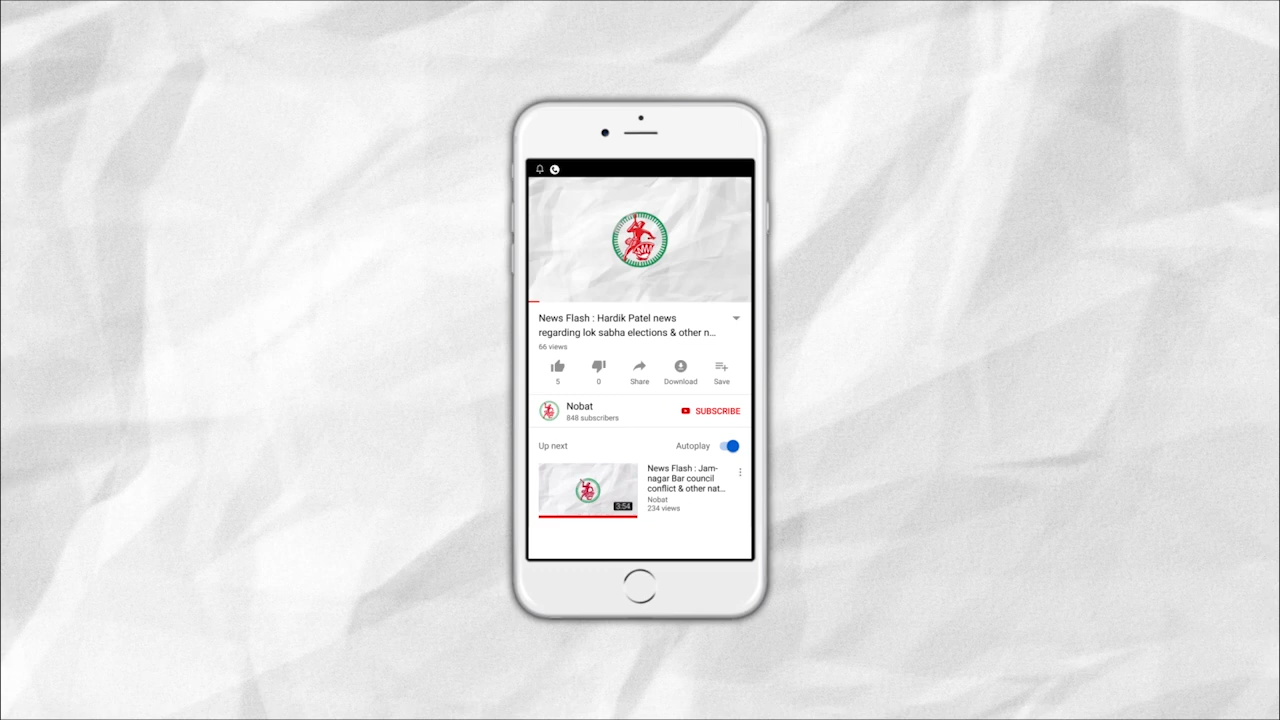 News Flash : Hardik Patel news
regarding lok sabha elections & other n...
66 views
5
0
Share
Download
Save
Nobat
848 subscribers
SUBSCRIBE
Up next
Autoplay
News Flash : Jam-
nagar Bar council
conflict & other nat...
Nobat
234 views
3:54